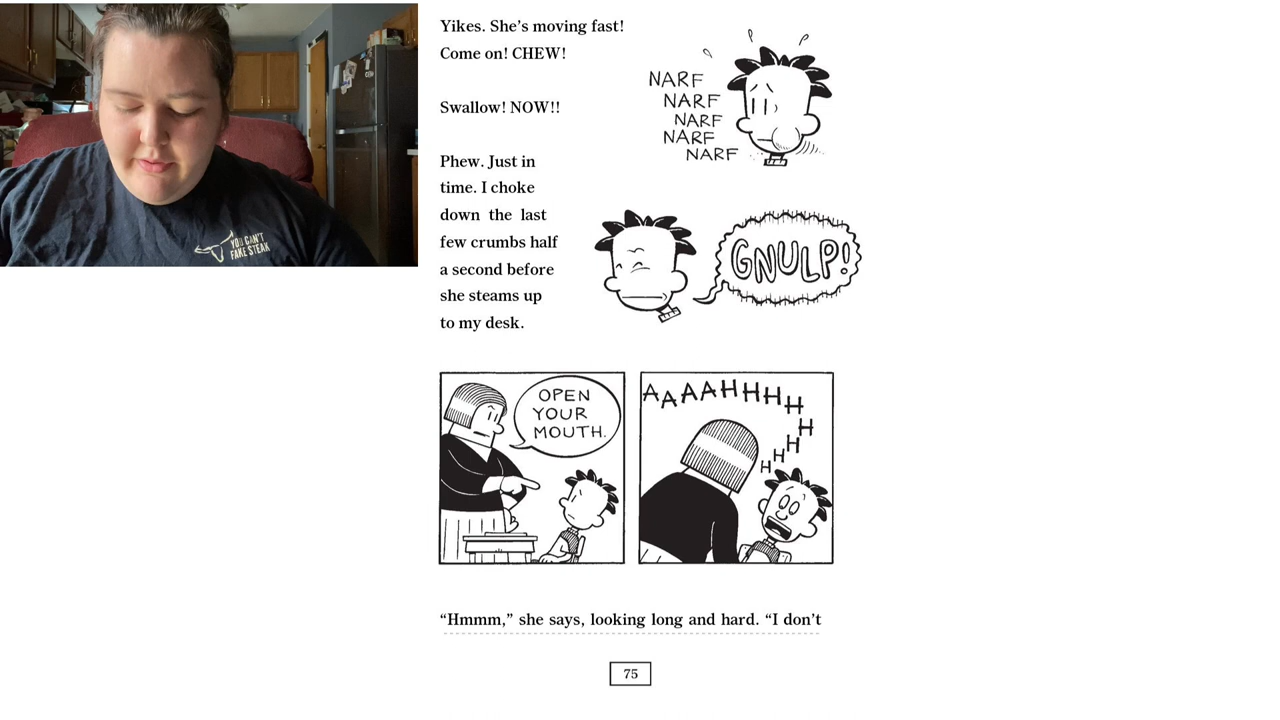 Yikes. She's moving fast!
Come on! CHEW!
Swallow! NOW!!
NARF
NARF
NARF
NARF
NARF
Phew. Just in
time. I choke
down the last
few crumbs half
a second before
she steams up
to my desk.
GNULP!
OPEN
YOUR
MOUTH.
AAAAHHHHHHHH
"Hmmm," she says, looking long and hard. "I don't
75
YOU CAN'T
FAKE STEAK